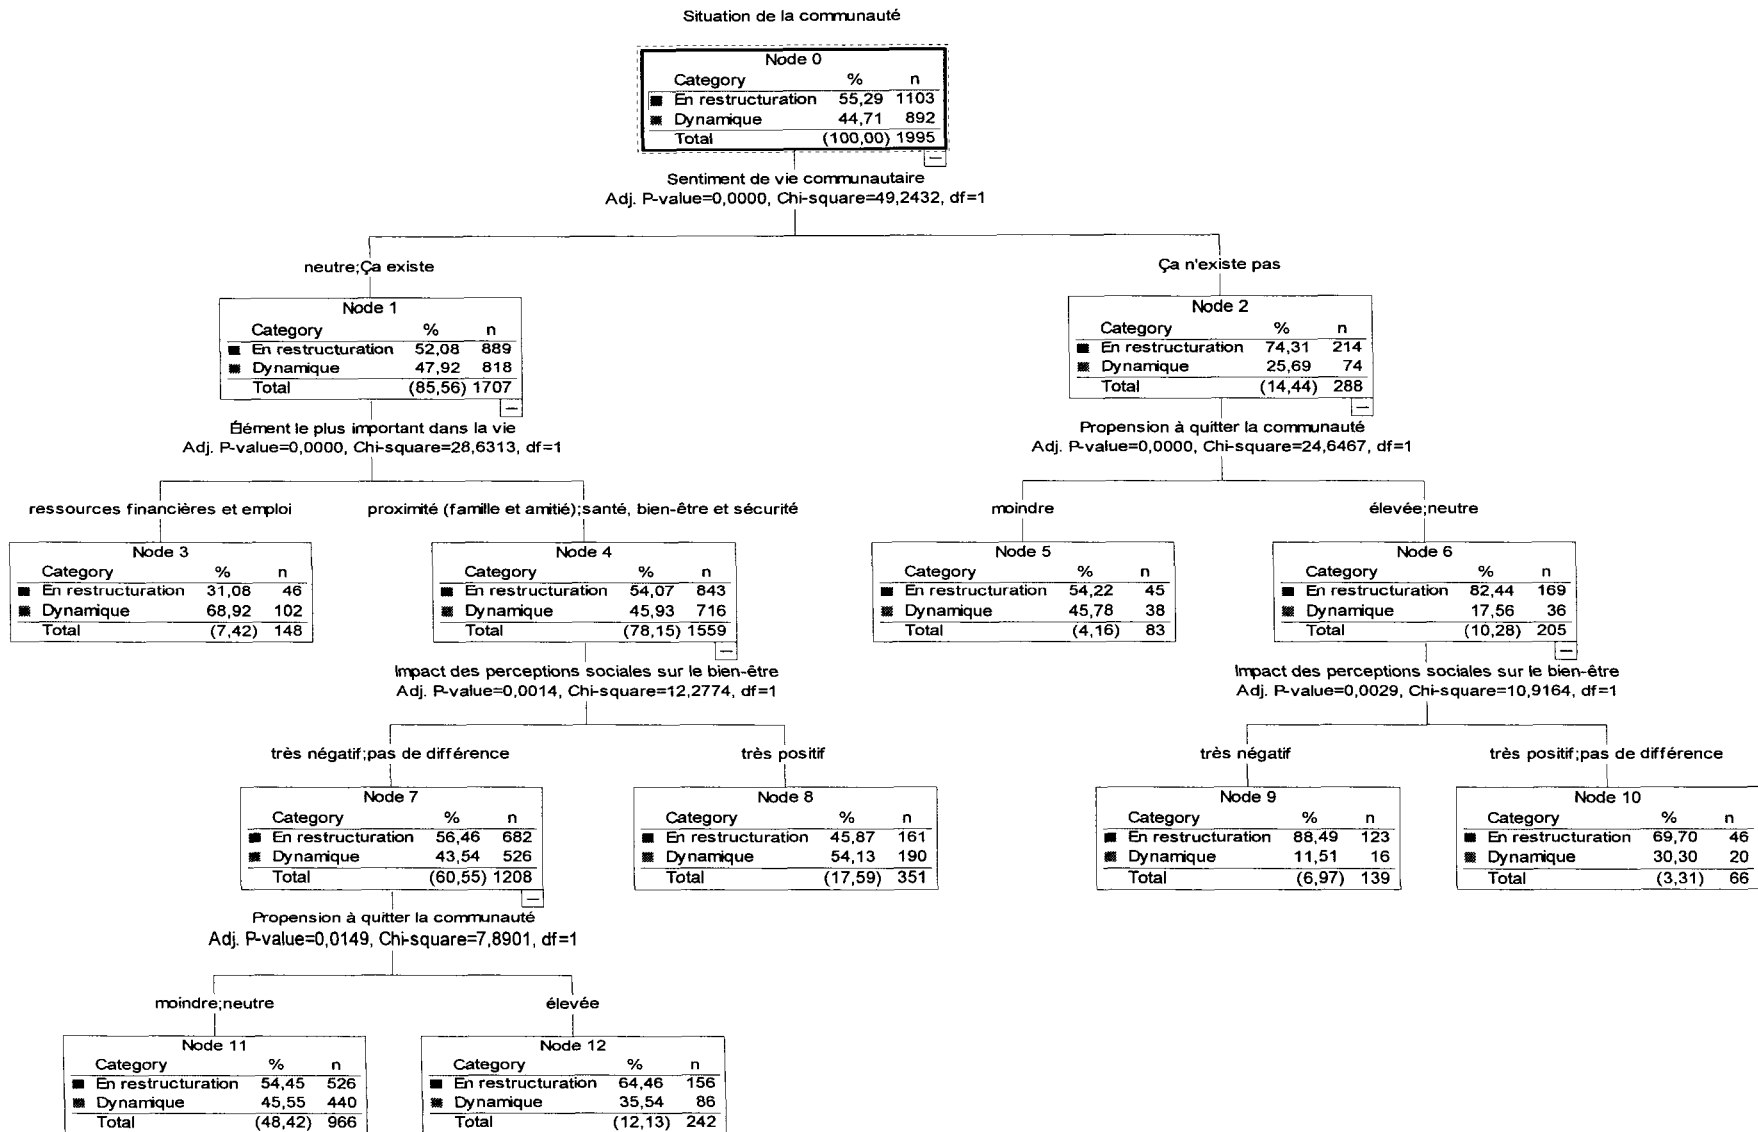 Situation de la communauté
Node 0
Category % n
En restructuration 55,29 1103
Dynamique 44,71 892
Total (100,00) 1995
Sentiment de vie communautaire
Adj. P-value=0,0000, Chi-square=49,2432, df=1
neutre;Ça existe
Ça n'existe pas
Node 1
Category % n
En restructuration 52,08 889
Dynamique 47,92 818
Total (85,56) 1707
Node 2
Category % n
En restructuration 74,31 214
Dynamique 25,69 74
Total (14,44) 288
Élément le plus important dans la vie
Adj. P-value=0,0000, Chi-square=28,6313, df=1
Propension à quitter la communauté
Adj. P-value=0,0000, Chi-square=24,6467, df=1
ressources financières et emploi
proximité (famille et amitié);santé, bien-être et sécurité
moindre
élevée;neutre
Node 3
Category % n
En restructuration 31,08 46
Dynamique 68,92 102
Total (7,42) 148
Node 4
Category % n
En restructuration 54,07 843
Dynamique 45,93 716
Total (78,15) 1559
Node 5
Category % n
En restructuration 54,22 45
Dynamique 45,78 38
Total (4,16) 83
Node 6
Category % n
En restructuration 82,44 169
Dynamique 17,56 36
Total (10,28) 205
Impact des perceptions sociales sur le bien-être
Adj. P-value=0,0014, Chi-square=12,2774, df=1
Impact des perceptions sociales sur le bien-être
Adj. P-value=0,0029, Chi-square=10,9164, df=1
très négatif;pas de différence
très positif
très négatif
très positif;pas de différence
Node 7
Category % n
En restructuration 56,46 682
Dynamique 43,54 526
Total (60,55) 1208
Node 8
Category % n
En restructuration 45,87 161
Dynamique 54,13 190
Total (17,59) 351
Node 9
Category % n
En restructuration 88,49 123
Dynamique 11,51 16
Total (6,97) 139
Node 10
Category % n
En restructuration 69,70 46
Dynamique 30,30 20
Total (3,31) 66
Propension à quitter la communauté
Adj. P-value=0,0149, Chi-square=7,8901, df=1
moindre;neutre
élevée
Node 11
Category % n
En restructuration 54,45 526
Dynamique 45,55 440
Total (48,42) 966
Node 12
Category % n
En restructuration 64,46 156
Dynamique 35,54 86
Total (12,13) 242